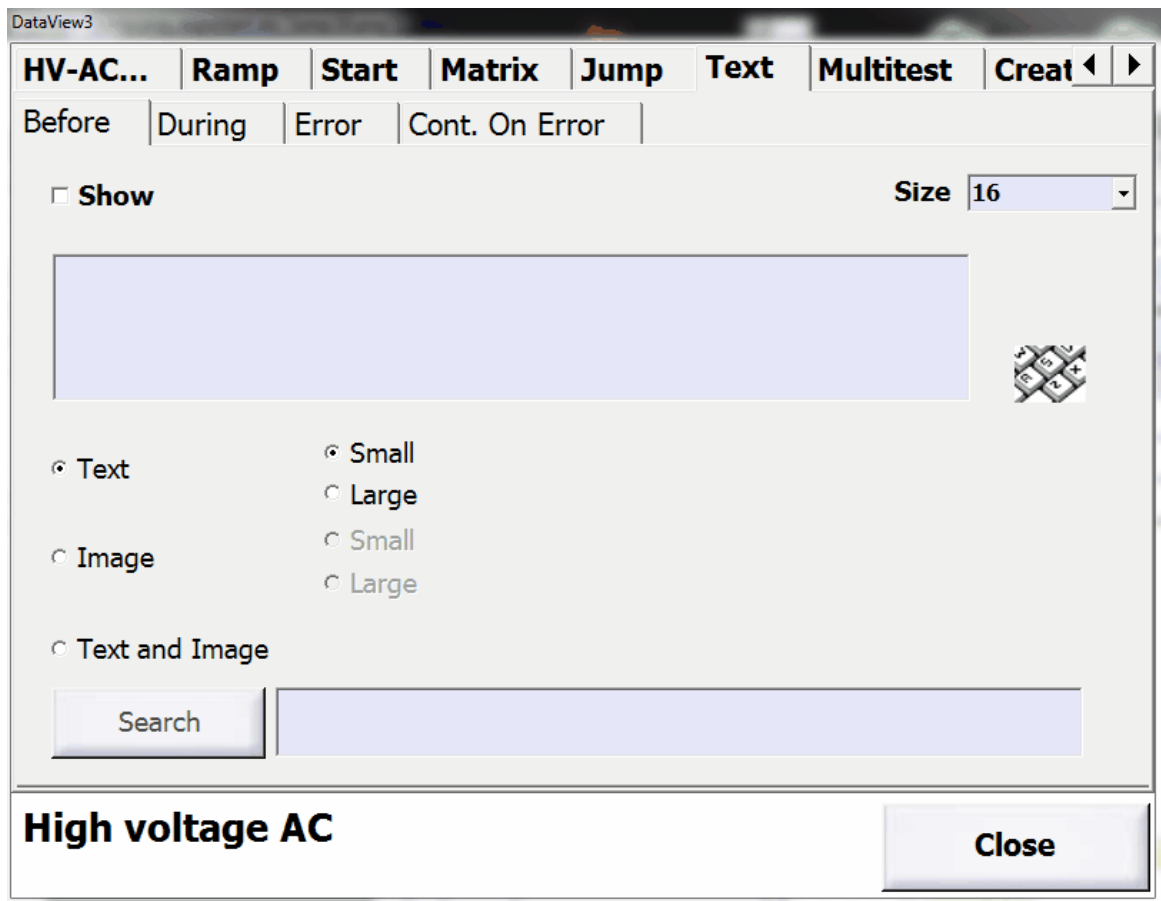 DataView3
HV-AC... Ramp Start Matrix Jump Text Multitest Creat
Before During Error Cont. On Error
Show Size 16
Text
Small
Large
Image
Small
Large
Text and Image
Search
High voltage AC
Close